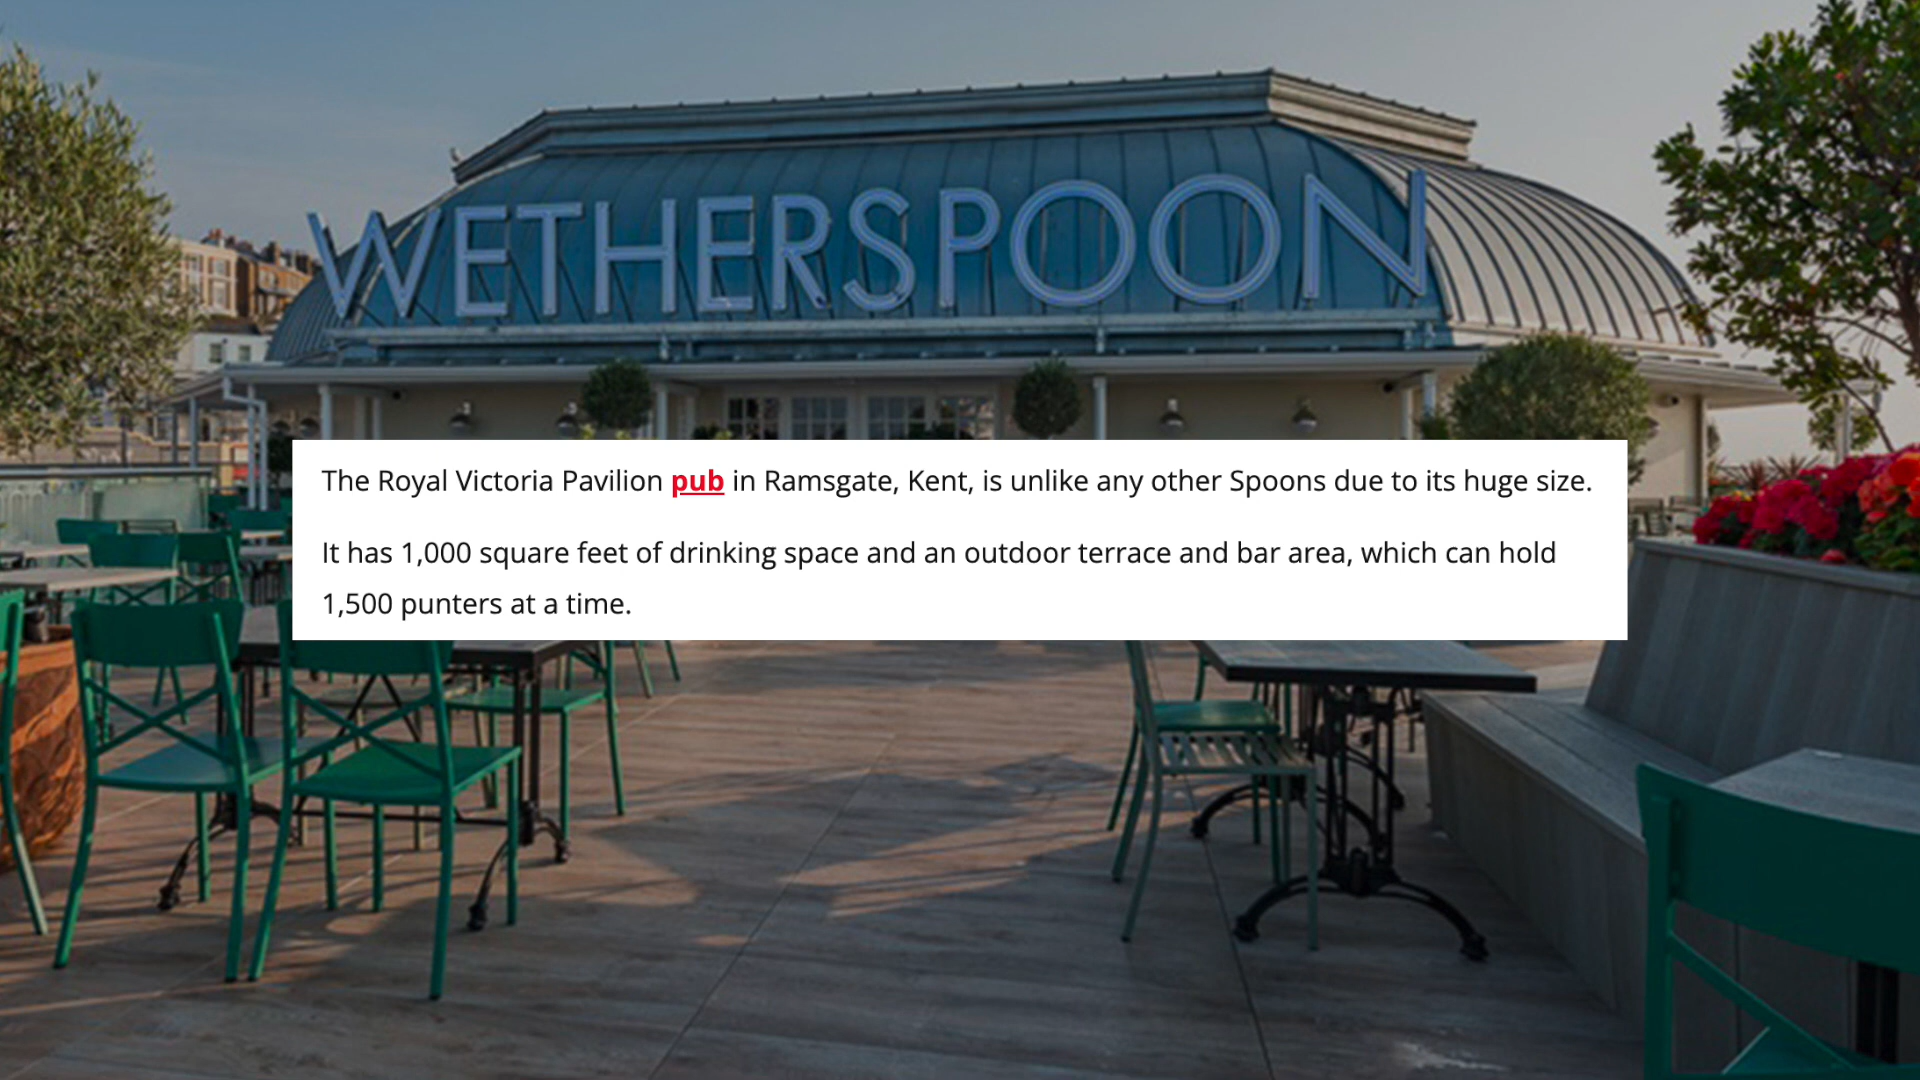 WETHERSPOON
The Royal Victoria Pavilion pub in Ramsgate, Kent, is unlike any other Spoons due to its huge size.
It has 1,000 square feet of drinking space and an outdoor terrace and bar area, which can hold
1,500 punters at a time.